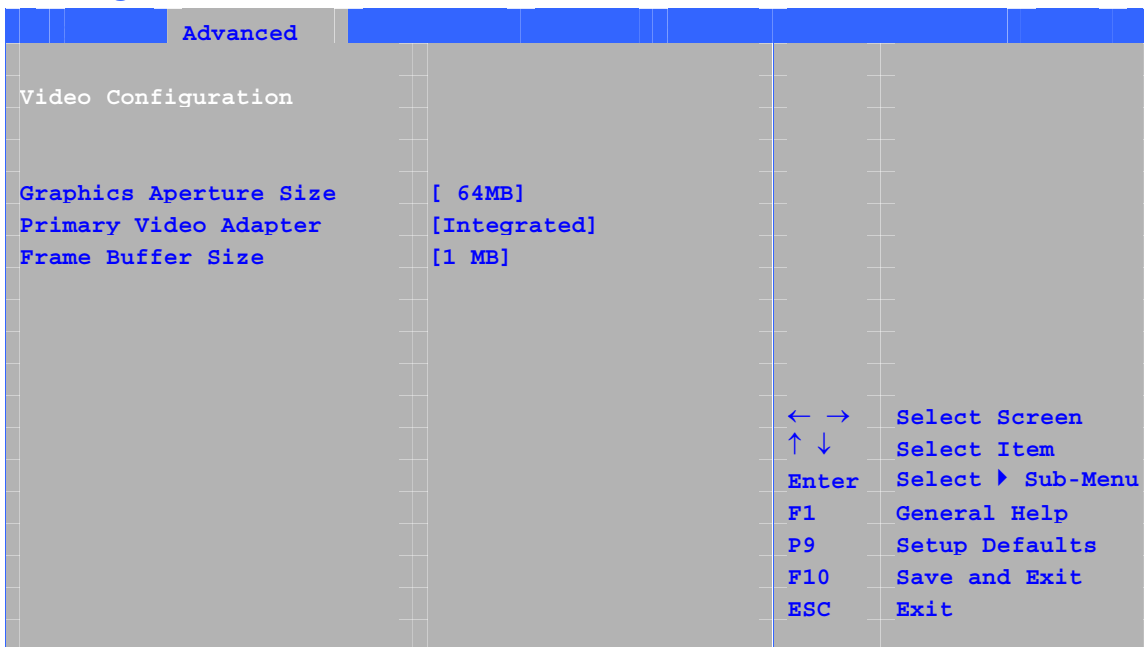 Advanced
Video Configuration
Graphics Aperture Size [ 64MB]
Primary Video Adapter [Integrated]
Frame Buffer Size [1 MB]
← → Select Screen
↑ ↓ Select Item
Enter Select ▶ Sub-Menu
F1 General Help
P9 Setup Defaults
F10 Save and Exit
ESC Exit